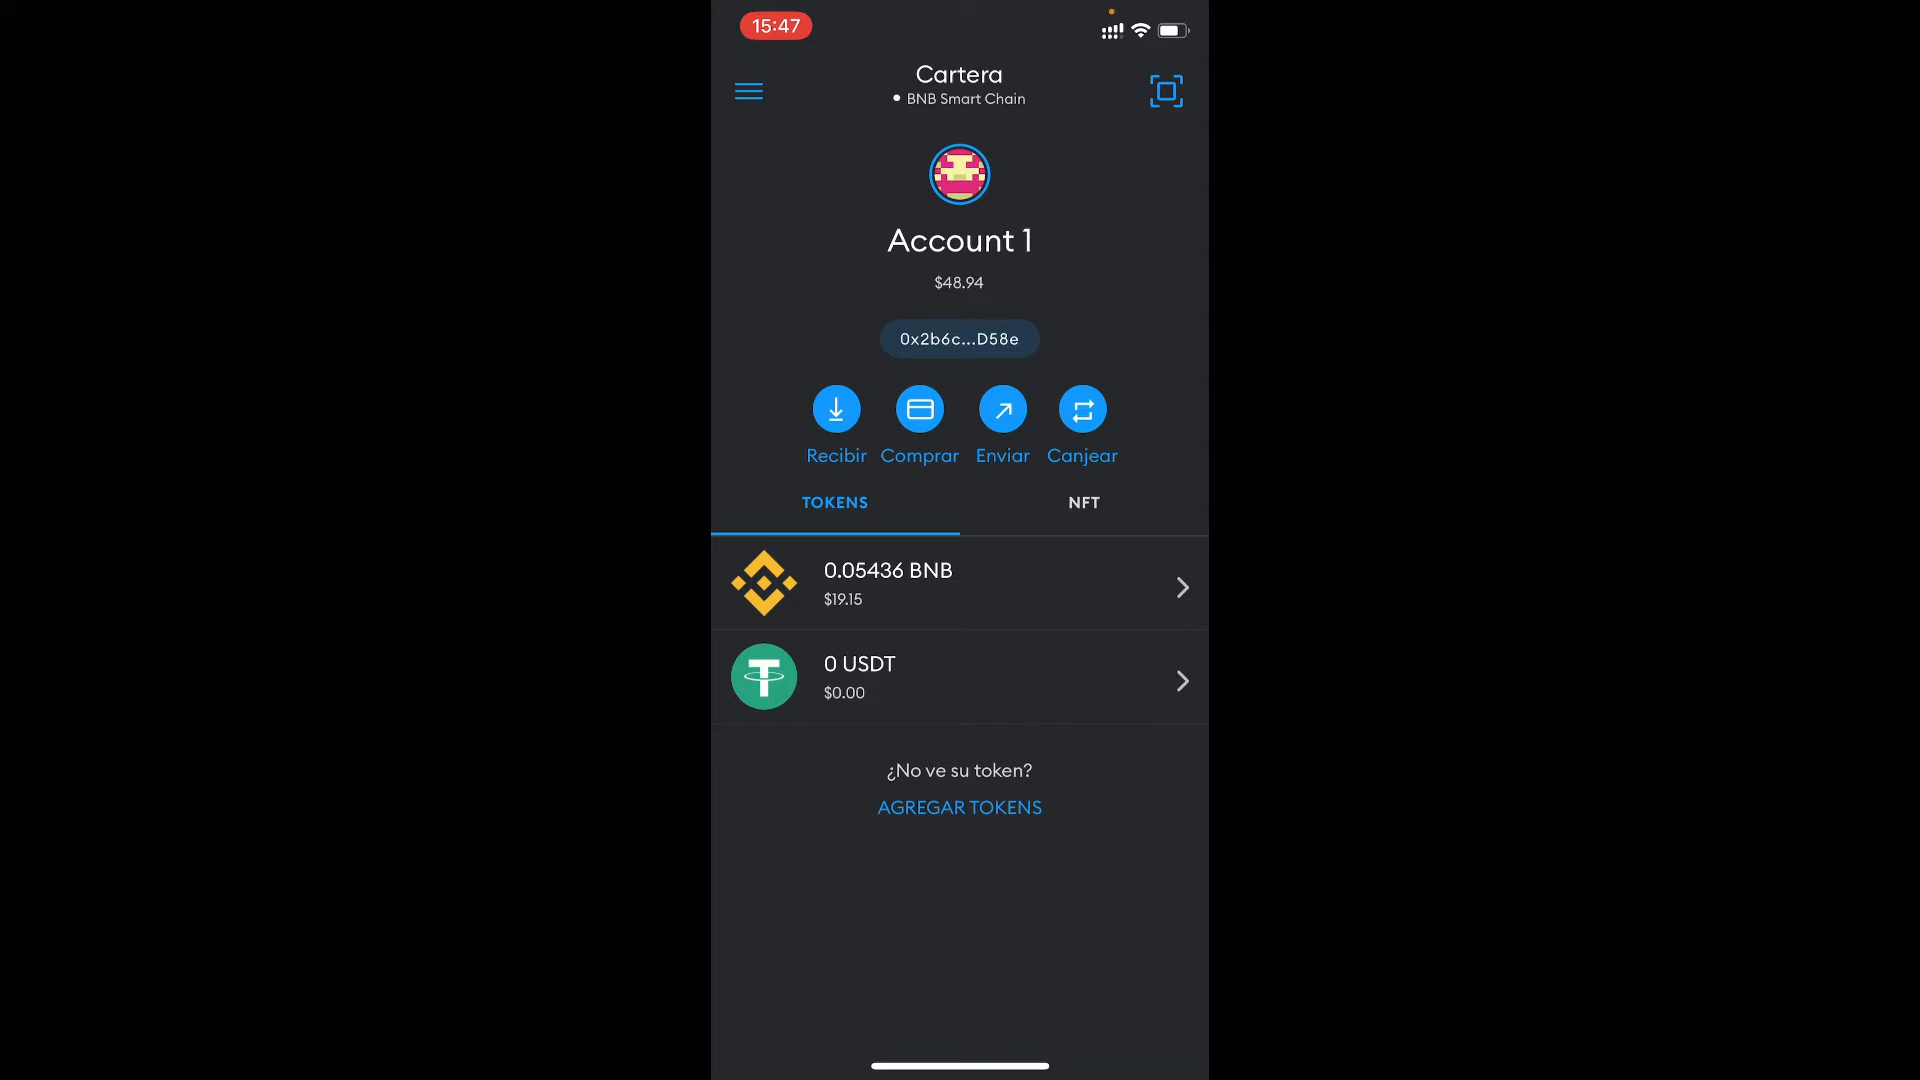 15:47
Cartera
BNB Smart Chain
Account 1
$48.94
0x2b6c...D58e
Recibir Comprar Enviar Canjear
TOKENS NFT
0.05436 BNB
$19.15
0 USDT
$0.00
¿No ve su token?
AGREGAR TOKENS